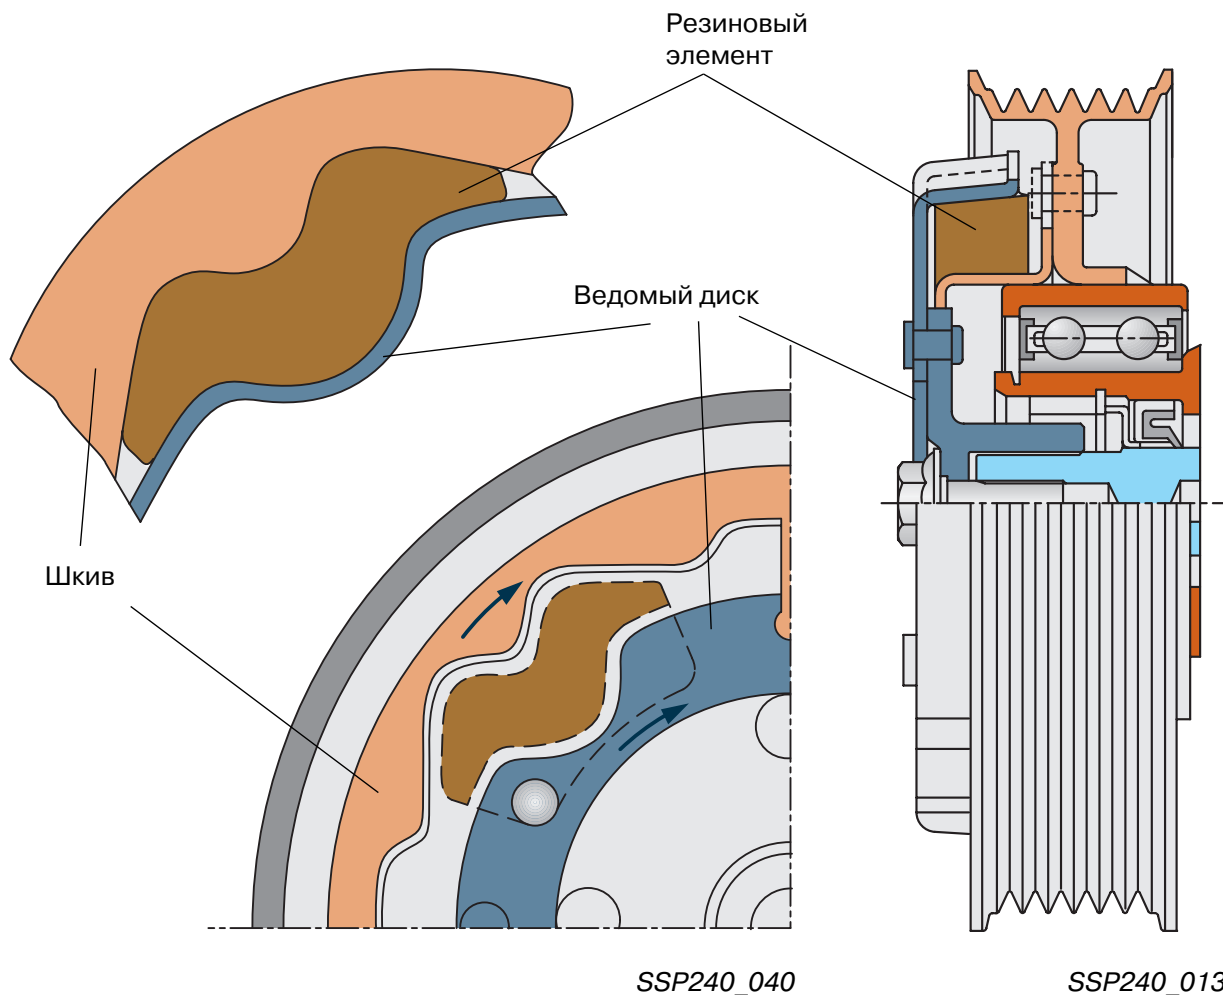 Резиновый
элемент
Ведомый диск
Шкив
SSP240_040
SSP240_013